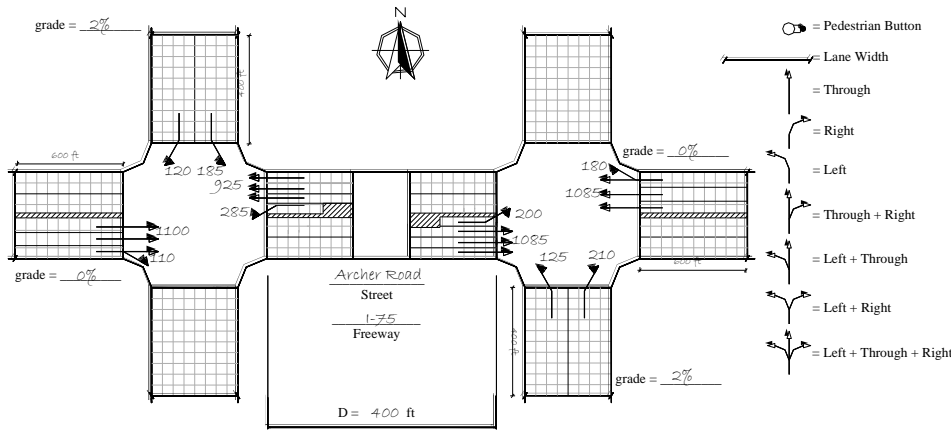 N
grade = 2%
= Pedestrian Button
= Lane Width
400 ft
= Through
= Right
600 ft
120 185
925
285
1100
110
grade = 0%
180
1085
200
1085
grade = 0%
= Left
= Through + Right
= Left + Through
= Left + Right
= Left + Through + Right
600 ft
125 210
400 ft
Archer Road
Street
I-75
Freeway
grade = 2%
D = 400 ft